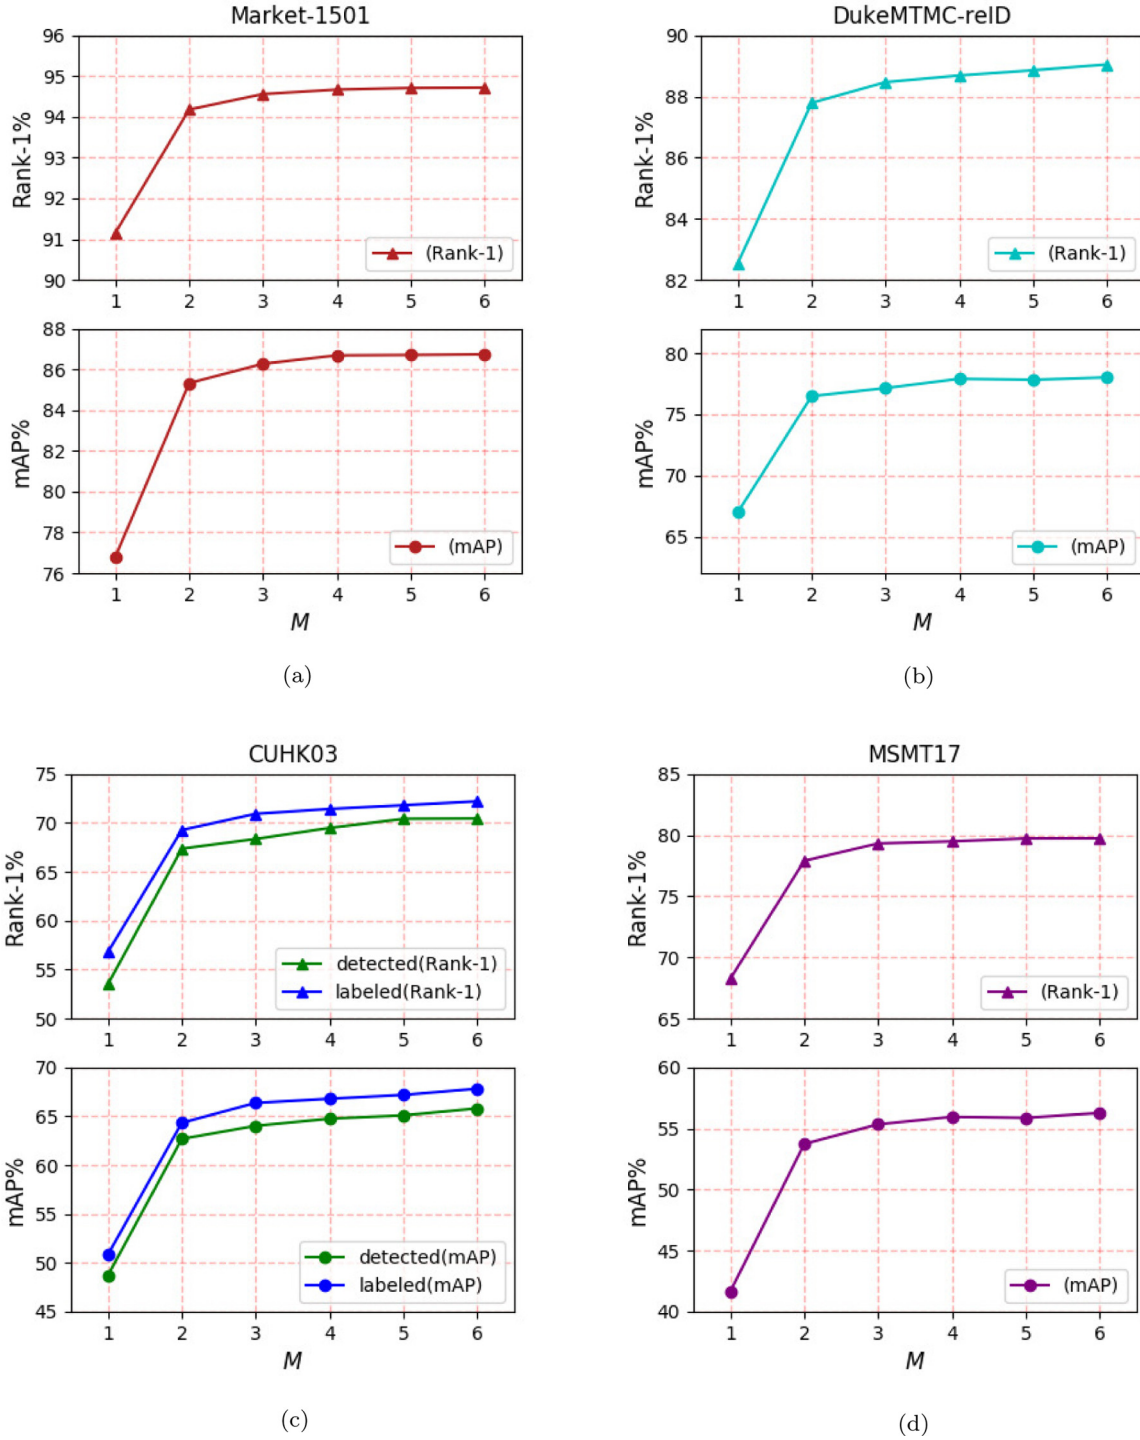 Market-1501
96
95
94
93
92
91
90
Rank-1%
(Rank-1)
1 2 3 4 5 6
88
86
84
82
80
78
76
mAP%
(mAP)
1 2 3 4 5 6
M
(a)
DukeMTMC-reID
90
88
86
84
82
Rank-1%
(Rank-1)
1 2 3 4 5 6
80
75
70
65
mAP%
(mAP)
1 2 3 4 5 6
M
(b)
CUHK03
75
70
65
60
55
50
Rank-1%
detected(Rank-1)
labeled(Rank-1)
1 2 3 4 5 6
70
65
60
55
50
45
mAP%
detected(mAP)
labeled(mAP)
1 2 3 4 5 6
M
(c)
MSMT17
85
80
75
70
65
Rank-1%
(Rank-1)
1 2 3 4 5 6
60
55
50
45
40
mAP%
(mAP)
1 2 3 4 5 6
M
(d)